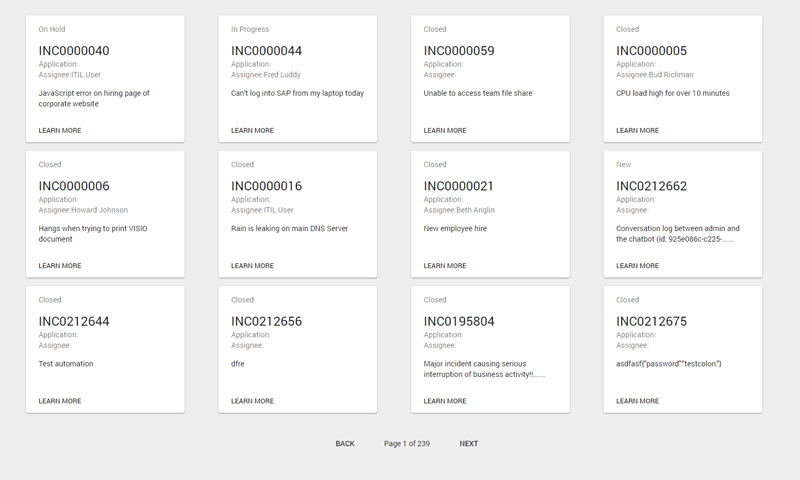 On Hold
INC0000040
Application:
Assignee:ITIL User
JavaScript error on hiring page of
corporate website
LEARN MORE
In Progress
INC0000044
Application:
Assignee:Fred Luddy
Can't log into SAP from my laptop today
LEARN MORE
Closed
INC0000059
Application:
Assignee:
Unable to access team file share
LEARN MORE
Closed
INC0000005
Application:
Assignee:Bud Richman
CPU load high for over 10 minutes
LEARN MORE
Closed
INC0000006
Application:
Assignee:Howard Johnson
Hangs when trying to print VISIO
document
LEARN MORE
Closed
INC0000016
Application:
Assignee:ITIL User
Rain is leaking on main DNS Server
LEARN MORE
Closed
INC0000021
Application:
Assignee:Beth Anglin
New employee hire
LEARN MORE
New
INC0212662
Application:
Assignee:
Conversation log between admin and
the chatbot (id: 925e086c-c225-......
LEARN MORE
Closed
INC0212644
Application:
Assignee:
Test automation
LEARN MORE
Closed
INC0212656
Application:
Assignee:
dfre
LEARN MORE
Closed
INC0195804
Application:
Assignee:
Major incident causing serious
interruption of business activity!!......
LEARN MORE
Closed
INC0212675
Application:
Assignee:
asdfasf("password":"testcolon:")
LEARN MORE
BACK
Page 1 of 239
NEXT